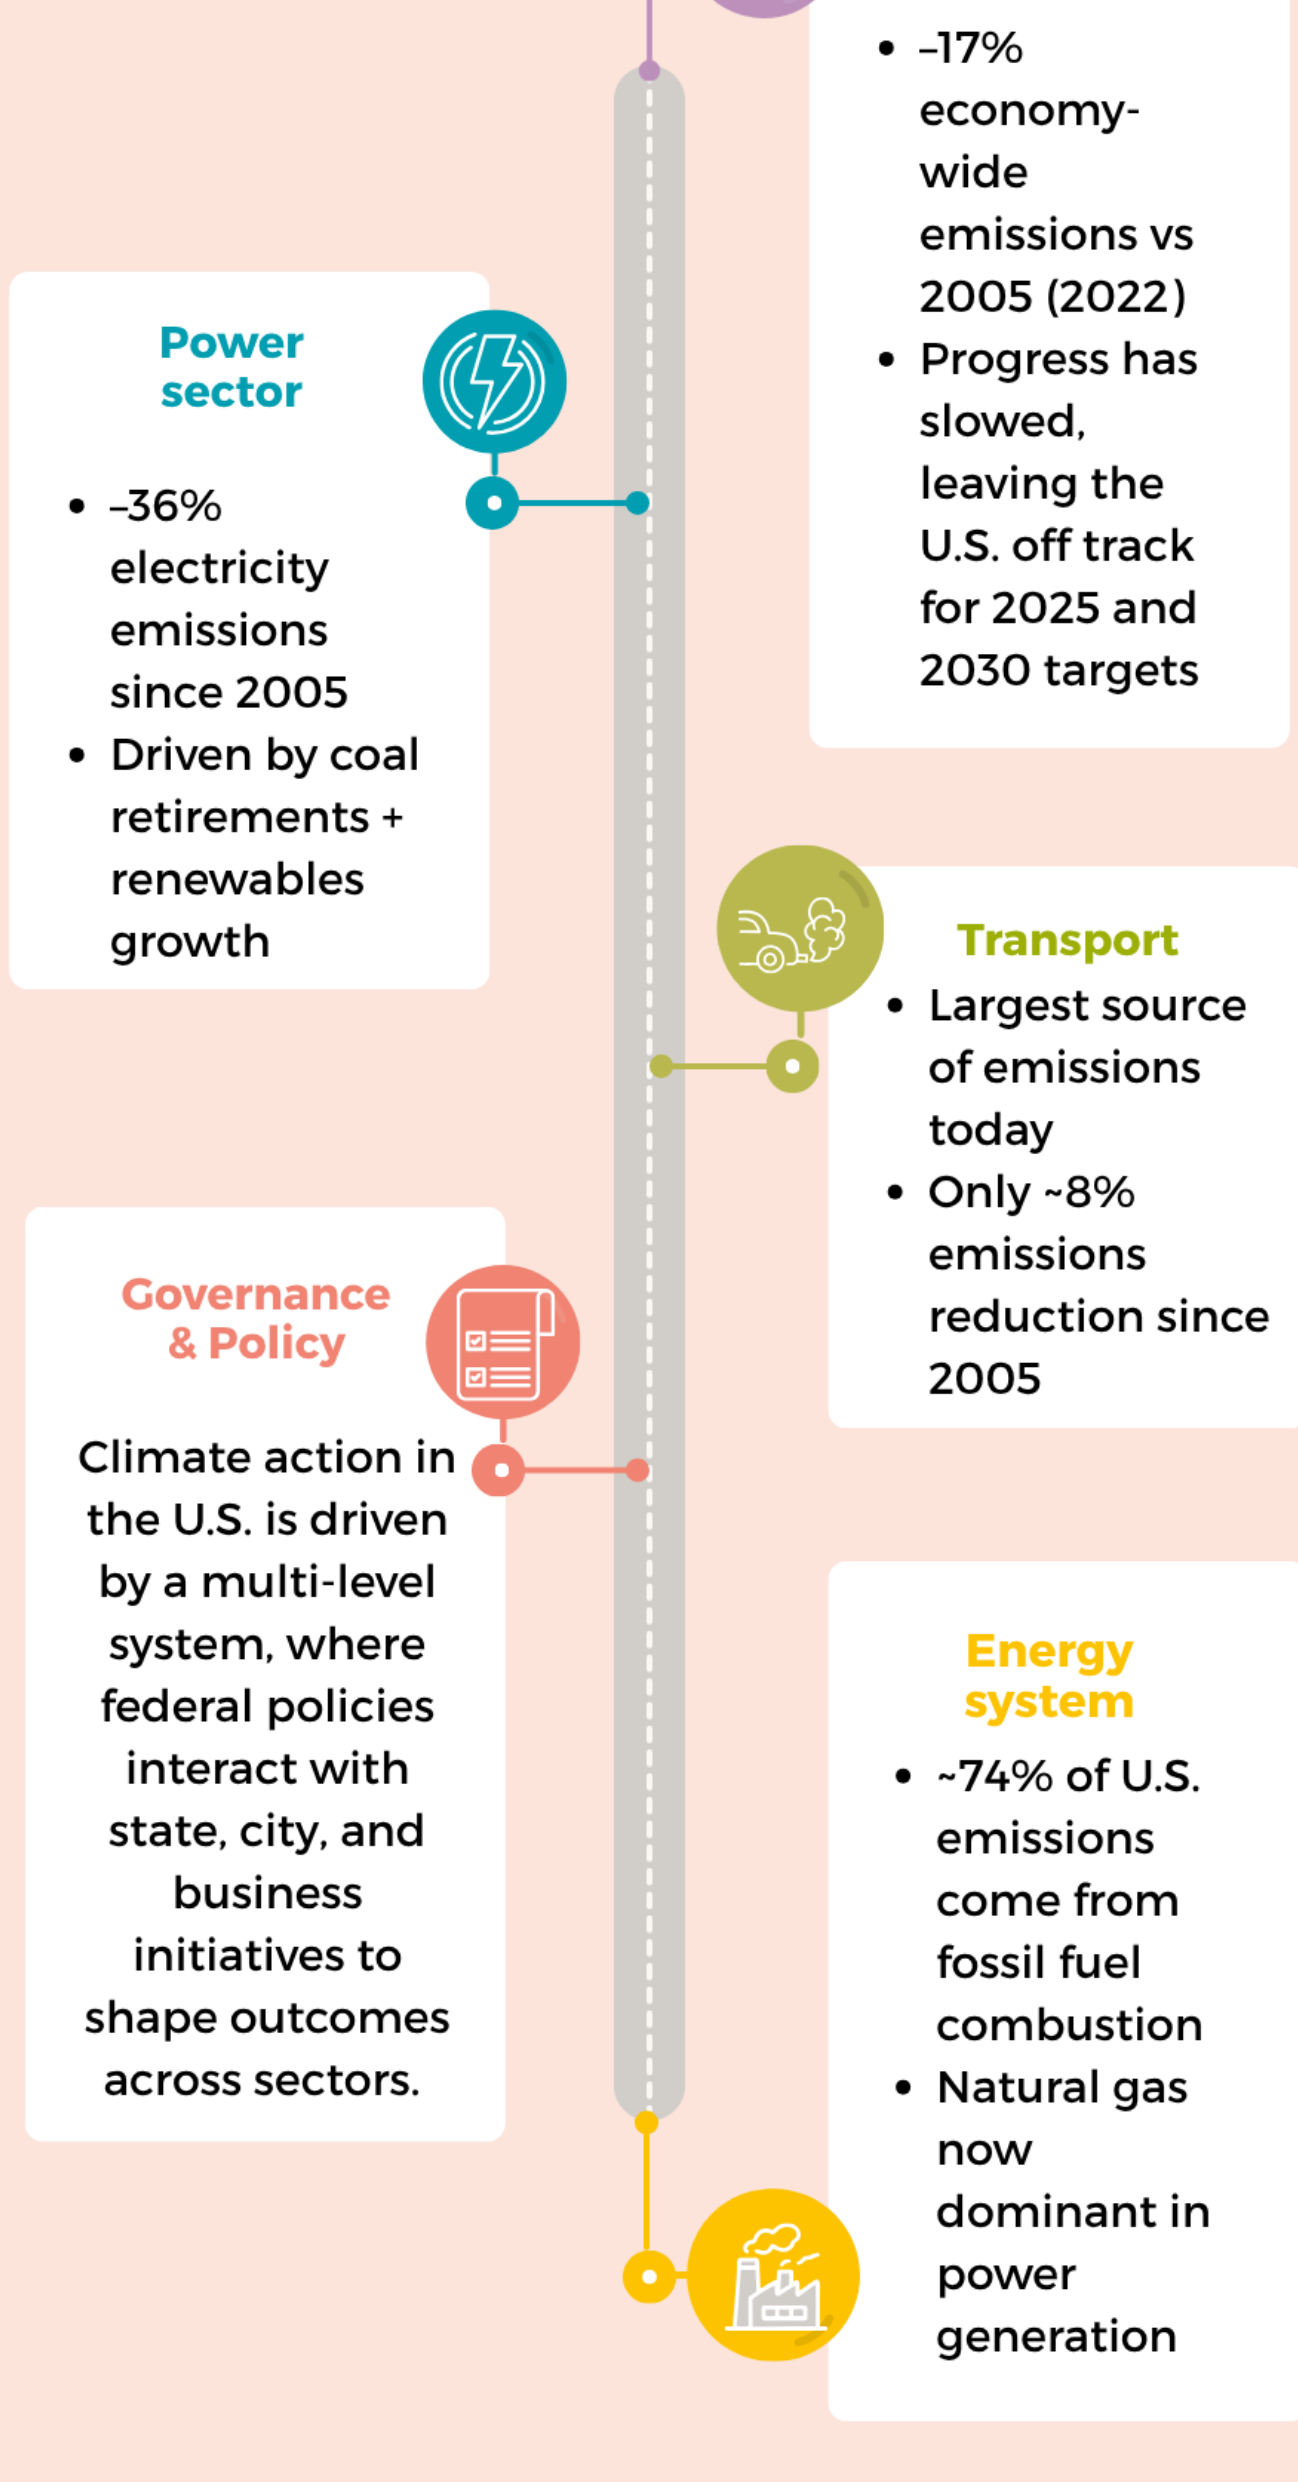 –17%
economy-
wide
emissions vs
2005 (2022)
Progress has
slowed,
leaving the
U.S. off track
for 2025 and
2030 targets
Power
sector
–36%
electricity
emissions
since 2005
Driven by coal
retirements +
renewables
growth
Transport
Largest source
of emissions
today
Only ~8%
emissions
reduction since
2005
Governance
& Policy
Climate action in
the U.S. is driven
by a multi-level
system, where
federal policies
interact with
state, city, and
business
initiatives to
shape outcomes
across sectors.
Energy
system
~74% of U.S.
emissions
come from
fossil fuel
combustion
Natural gas
now
dominant in
power
generation